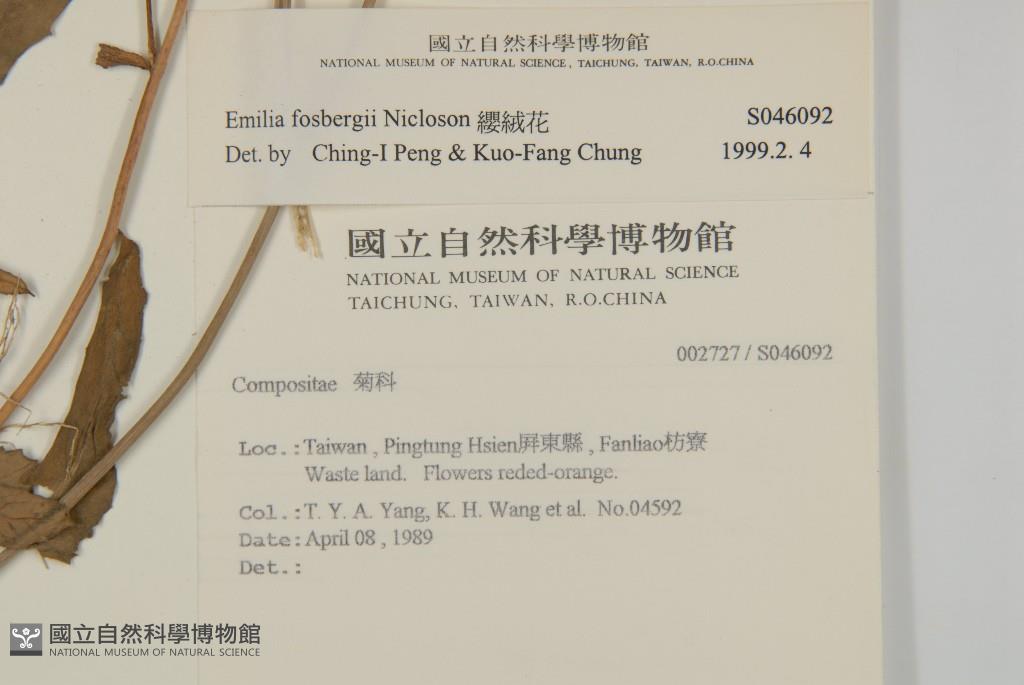 國立自然科學博物館
NATIONAL MUSEUM OF NATURAL SCIENCE, TAICHUNG, TAIWAN, R.O.CHINA
Emilia fosbergii Nicloson 纓絨花 S046092
Det. by Ching-I Peng & Kuo-Fang Chung 1999.2. 4
國立自然科學博物館
NATIONAL MUSEUM OF NATURAL SCIENCE
TAICHUNG, TAIWAN, R.O.CHINA
002727 / S046092
Compositae 菊科
Loc.: Taiwan , Pingtung Hsien屏東縣 , Fanliao枋寮
Waste land. Flowers reded-orange.
Col.: T. Y. A. Yang, K. H. Wang et al. No.04592
Date: April 08 , 1989
Det.:
國立自然科學博物館
NATIONAL MUSEUM OF NATURAL SCIENCE